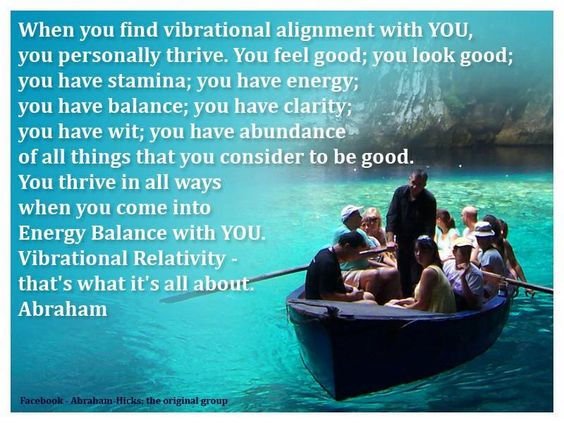 When you find vibrational alignment with YOU,
you personally thrive. You feel good; you look good;
you have stamina; you have energy;
you have balance; you have clarity;
you have wit; you have abundance
of all things that you consider to be good.
You thrive in all ways
when you come into
Energy Balance with YOU.
Vibrational Relativity -
that's what it's all about.
Abraham
Facebook - Abraham-Hicks: the original group